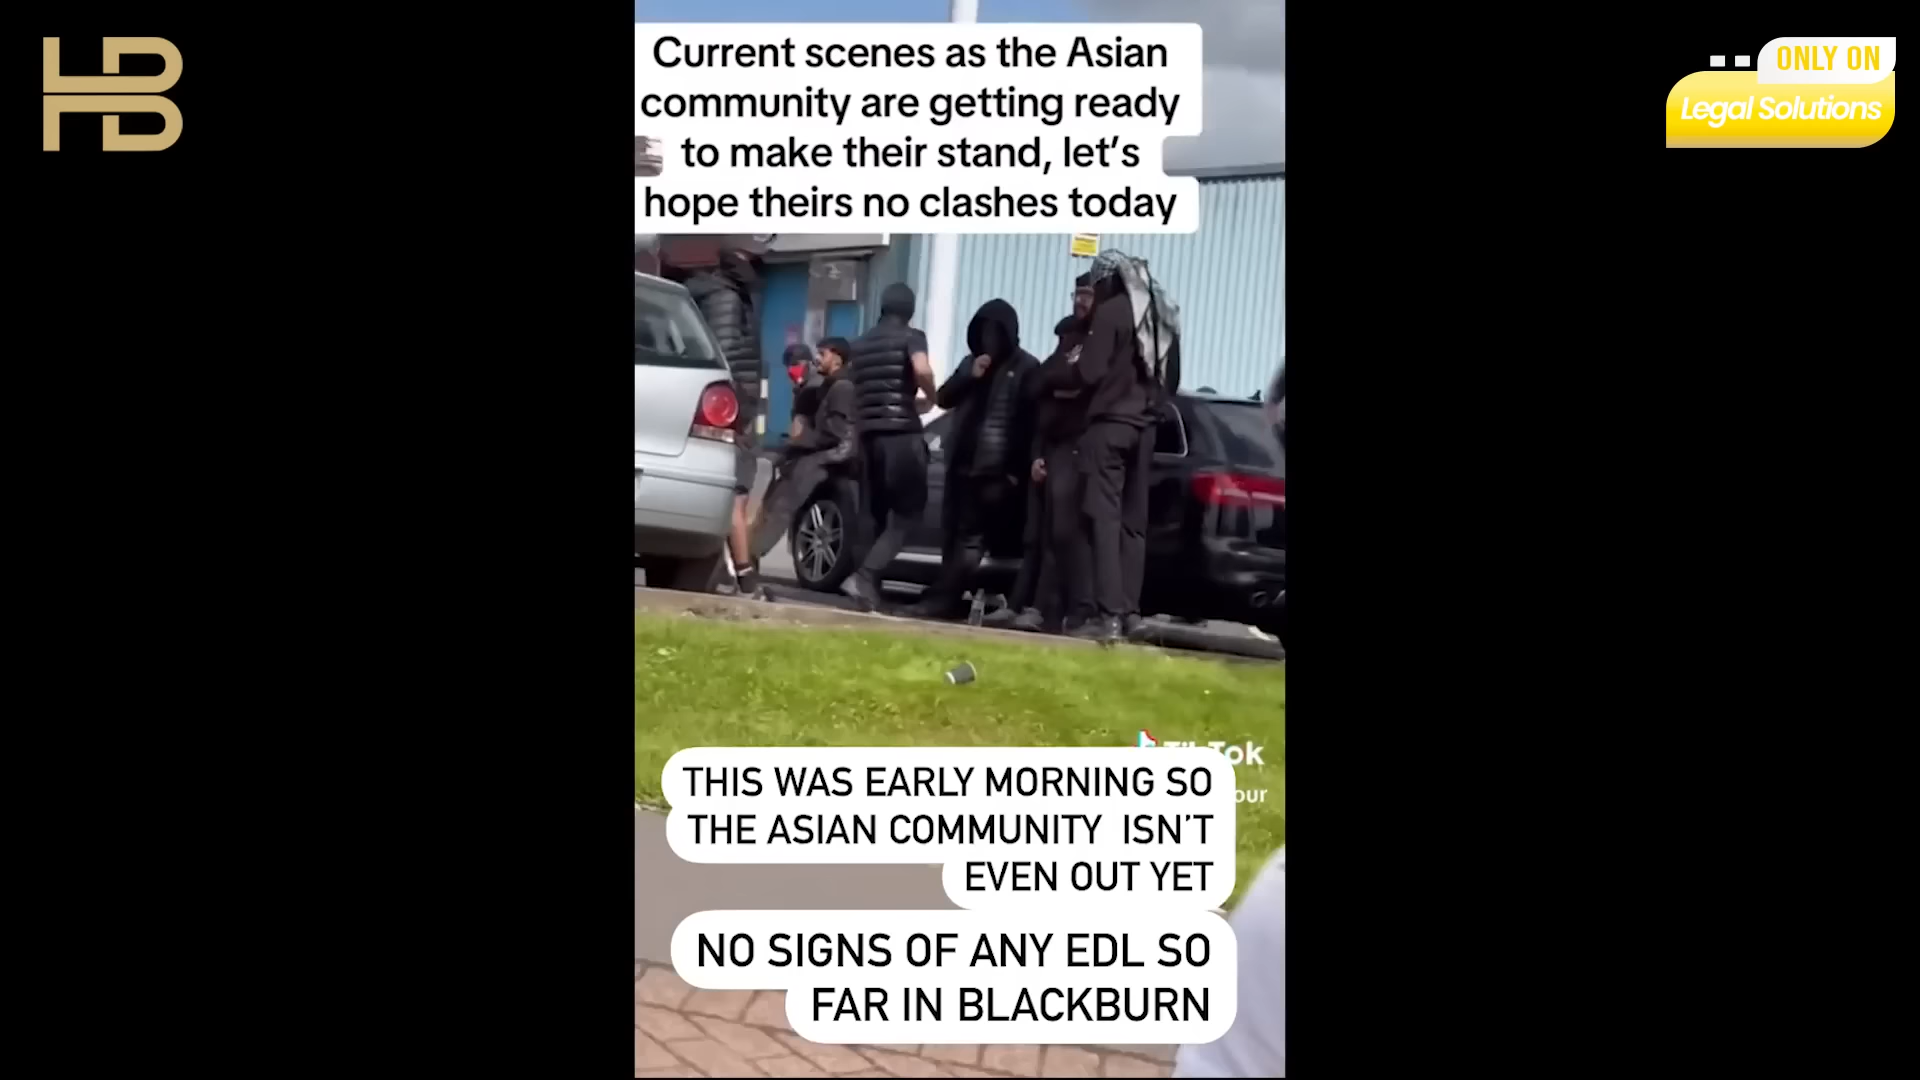 ONLY ON
Legal Solutions
Current scenes as the Asian
community are getting ready
to make their stand, let's
hope theirs no clashes today
THIS WAS EARLY MORNING SO
THE ASIAN COMMUNITY ISN'T
EVEN OUT YET
NO SIGNS OF ANY EDL SO
FAR IN BLACKBURN